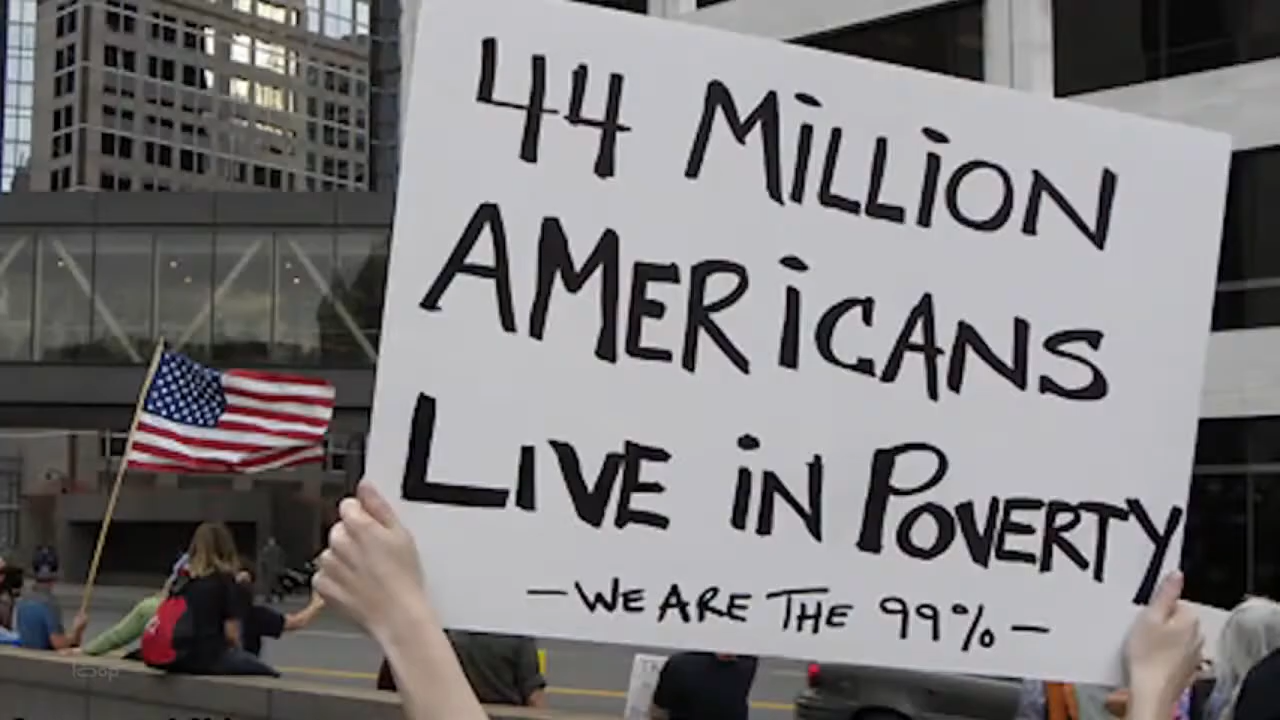 44 MiLLiON
AMERiCANS
LIVE iN POVERTY
—WE ARE THE 99%—